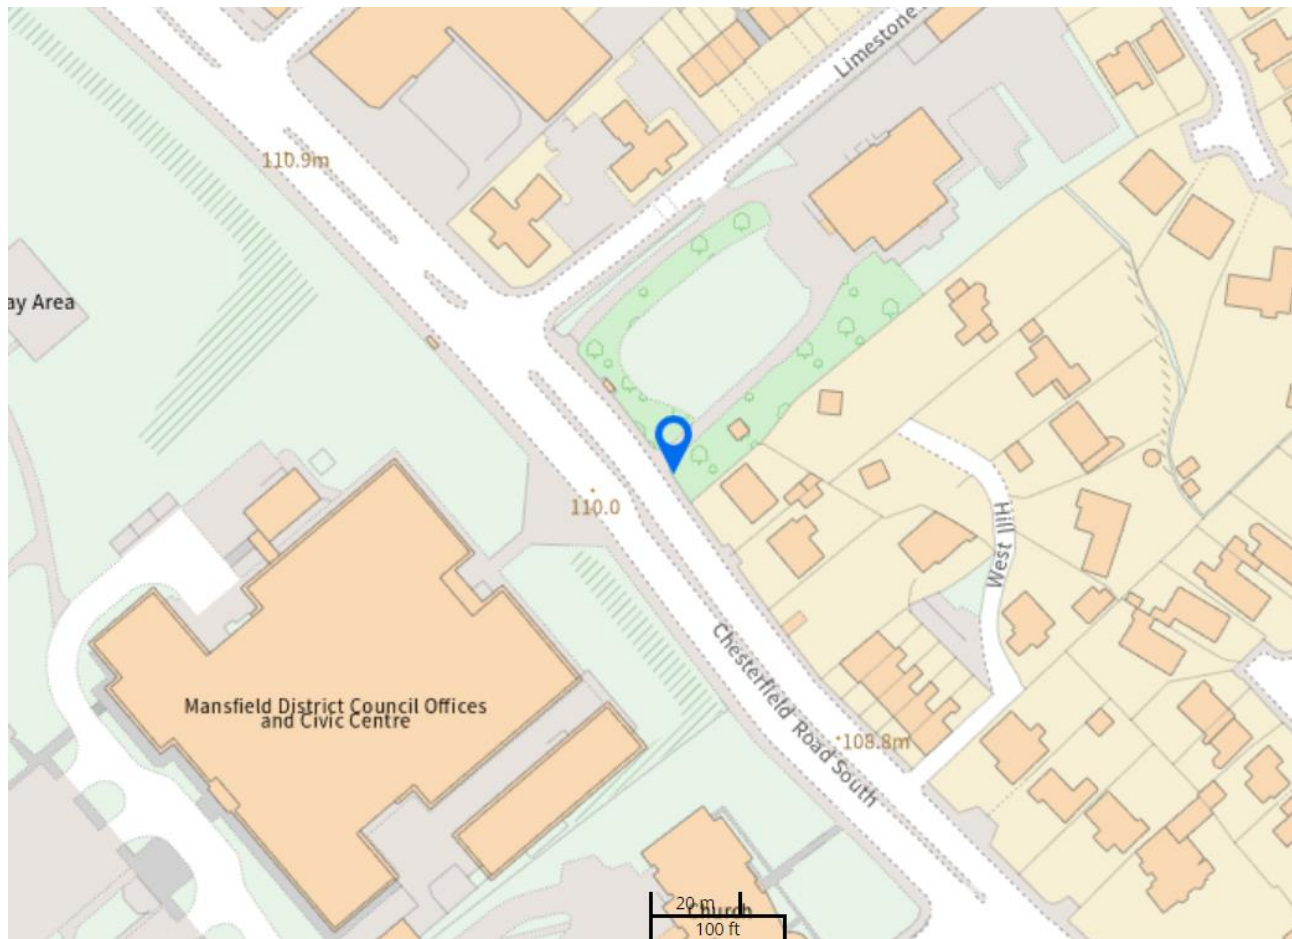 Limestone
110.9m
ay Area
110.0
West Hill
Chesterfield Road South
Mansfield District Council Offices
and Civic Centre
108.8m
20 m
Church
100 ft